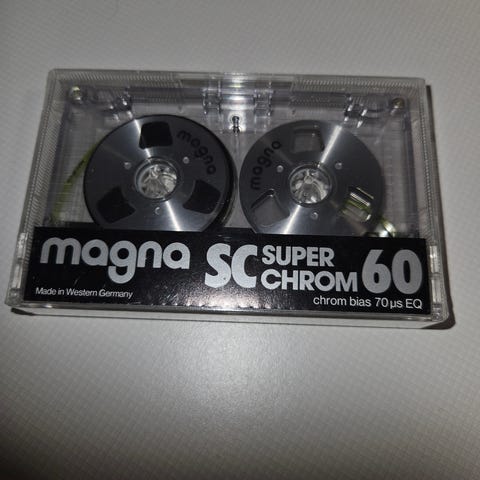 magna
magna
magna SC SUPER CHROM 60
Made in Western Germany
chrom bias 70 µs EQ